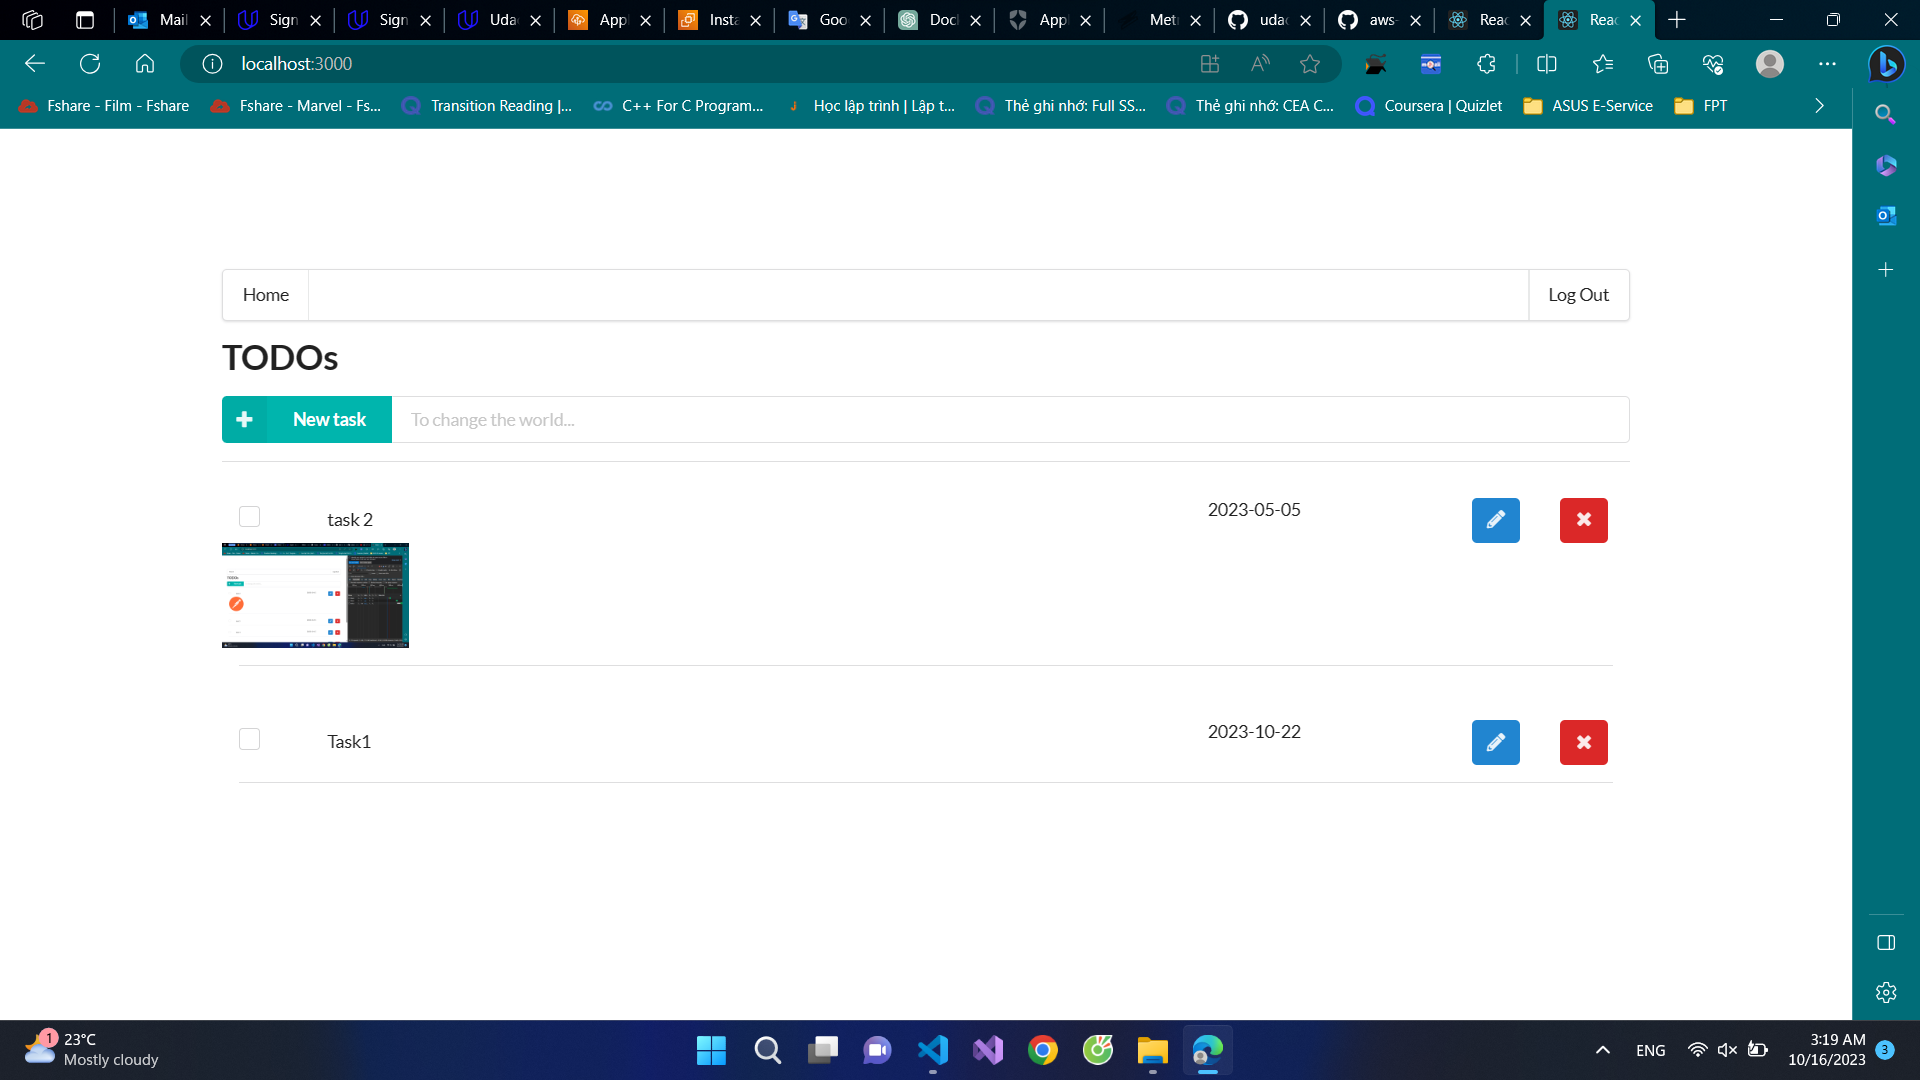 Mail
Sign
Sign
Uda
App
Insta
Goo
Doc
App
Met
uda
aws-
Reac
Reac
localhost:3000
Fshare - Film - Fshare
Fshare - Marvel - Fs...
Transition Reading |...
C++ For C Program...
Học lập trình | Lập t...
Thẻ ghi nhớ: Full SS...
Thẻ ghi nhớ: CEA C...
Coursera | Quizlet
ASUS E-Service
FPT
Home
Log Out
TODOs
New task
To change the world...
task 2
2023-05-05
Task1
2023-10-22
1
23°C
Mostly cloudy
ENG
3:19 AM
10/16/2023
3